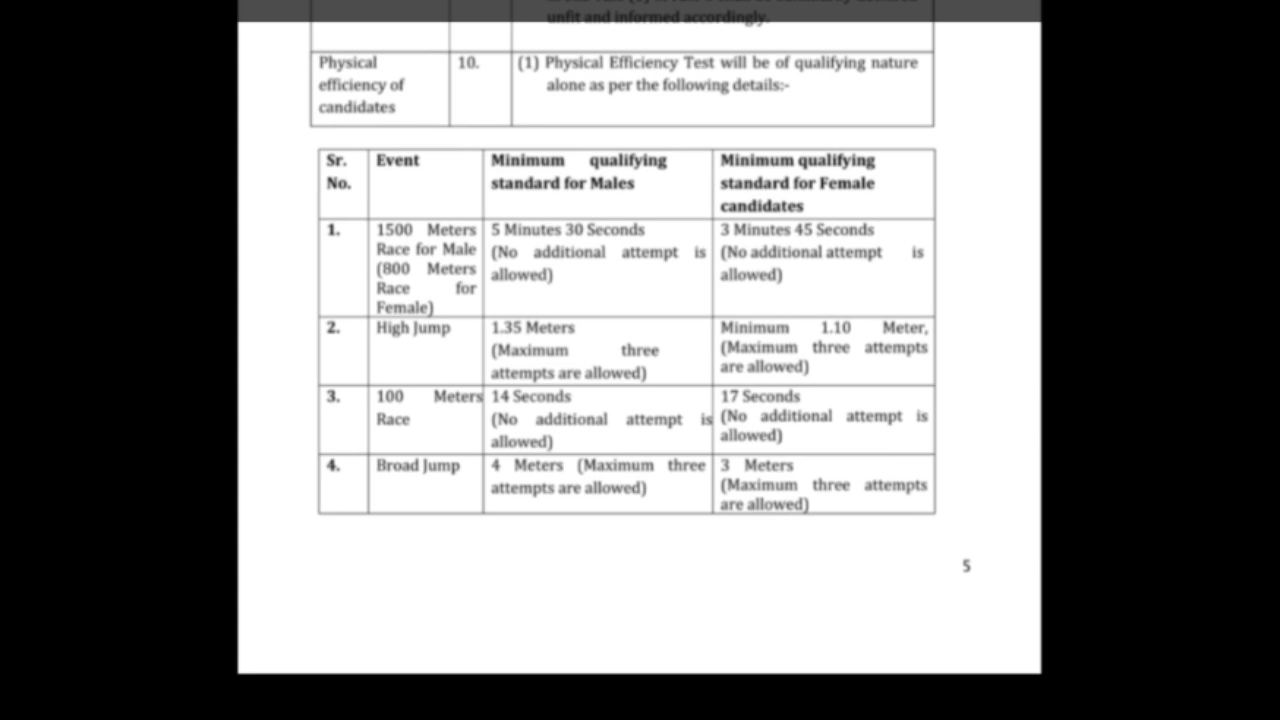 unfit and informed accordingly.
Physical
efficiency of
candidates
10.
(1) Physical Efficiency Test will be of qualifying nature
alone as per the following details:-
Sr.
No.
Event
Minimum qualifying
standard for Males
Minimum qualifying
standard for Female
candidates
1.
1500 Meters
Race for Male
(800 Meters
Race for
Female)
5 Minutes 30 Seconds
(No additional attempt is
allowed)
3 Minutes 45 Seconds
(No additional attempt is
allowed)
2.
High Jump
1.35 Meters
(Maximum three
attempts are allowed)
Minimum 1.10 Meter,
(Maximum three attempts
are allowed)
3.
100 Meters
Race
14 Seconds
(No additional attempt is
allowed)
17 Seconds
(No additional attempt is
allowed)
4.
Broad Jump
4 Meters (Maximum three
attempts are allowed)
3 Meters
(Maximum three attempts
are allowed)
5